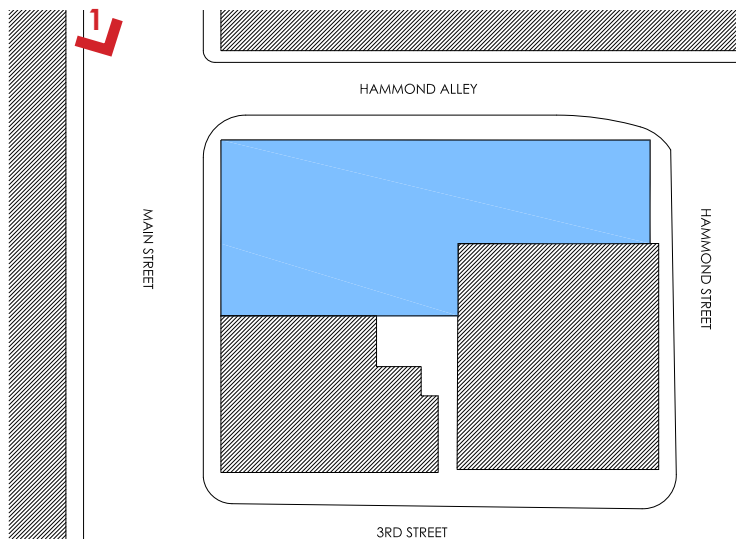 1
HAMMOND ALLEY
MAIN STREET
HAMMOND STREET
3RD STREET